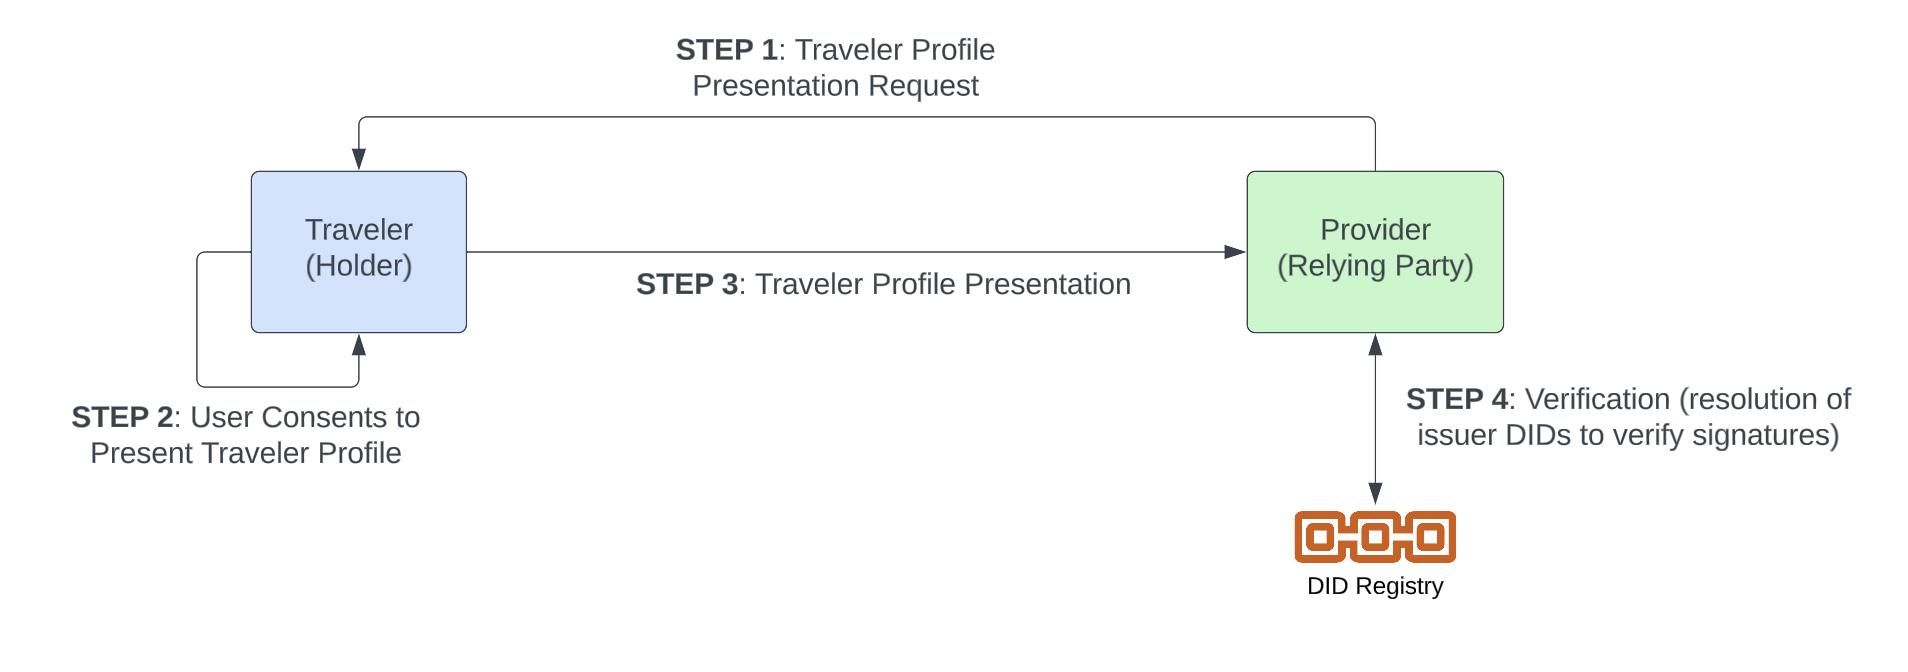 STEP 1: Traveler Profile
Presentation Request
Traveler
(Holder)
Provider
(Relying Party)
STEP 3: Traveler Profile Presentation
STEP 2: User Consents to
Present Traveler Profile
STEP 4: Verification (resolution of
issuer DIDs to verify signatures)
DID Registry